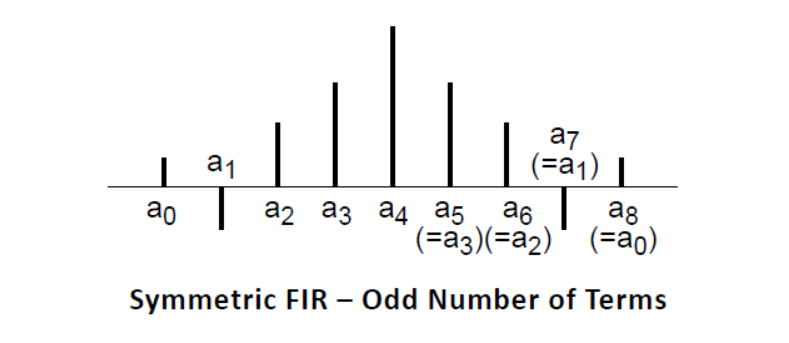 a7
a1 (=a1)
a0 a2 a3 a4 a5 a6 a8
(=a3)(=a2) (=a0)
Symmetric FIR – Odd Number of Terms